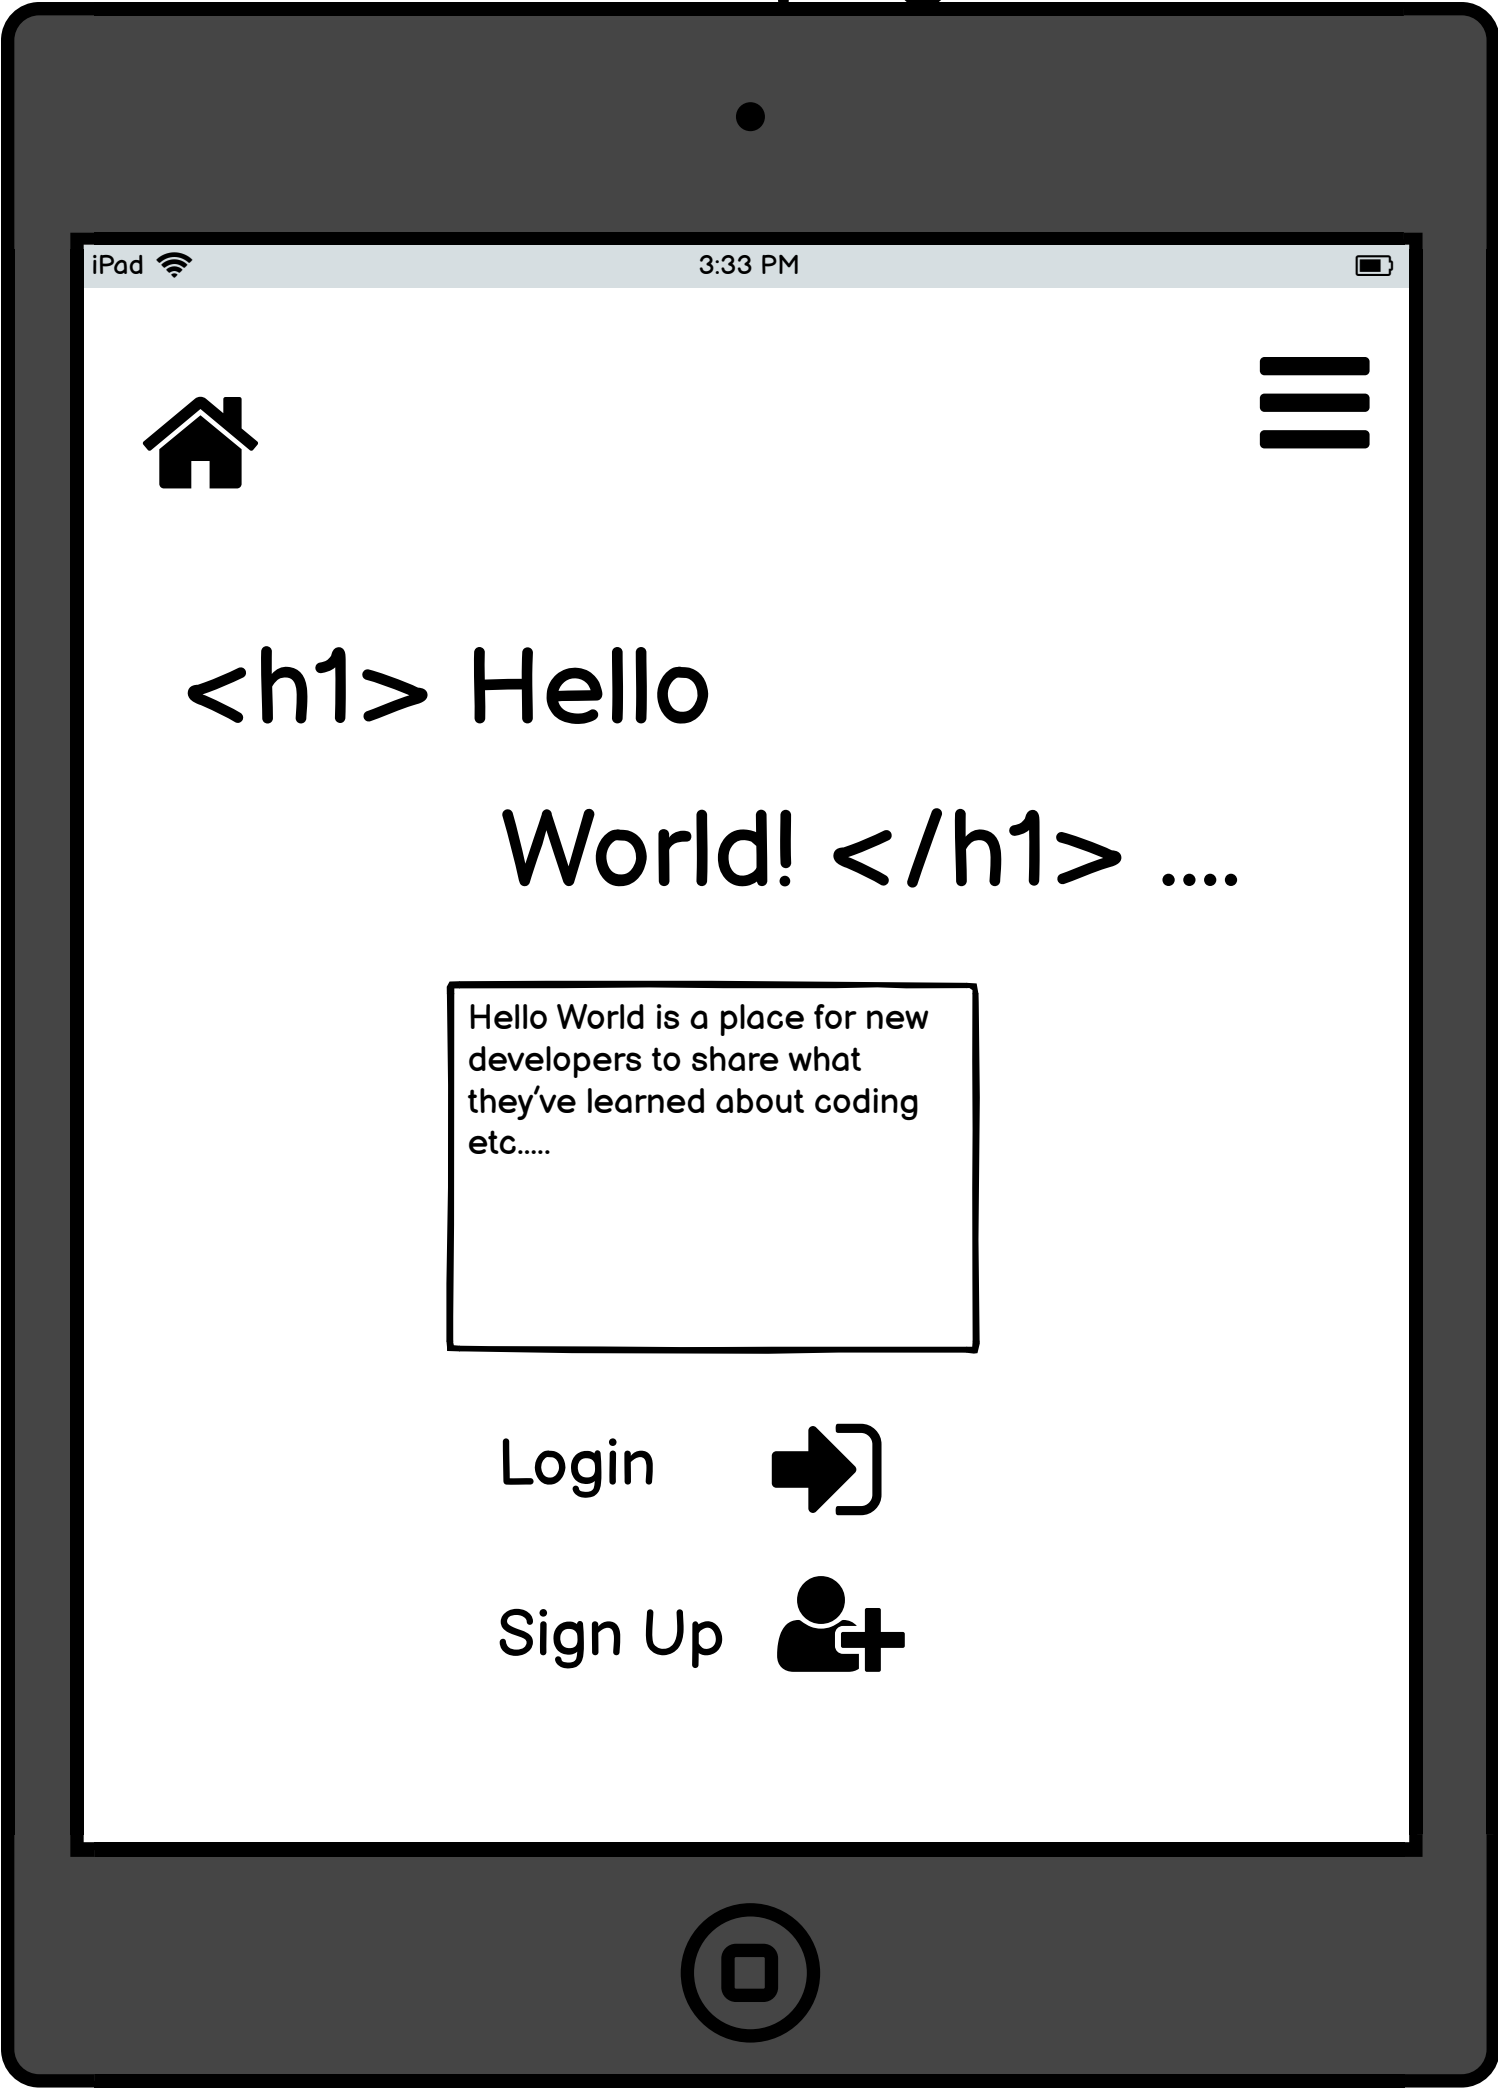 iPad 3:33 PM
<h1> Hello
World! </h1> ....
Hello World is a place for new
developers to share what
they've learned about coding
etc.....
Login
Sign Up